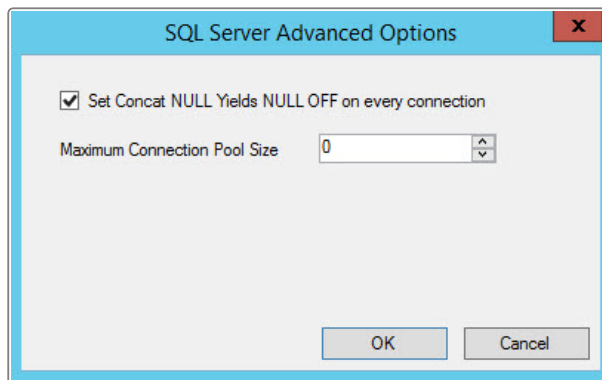 SQL Server Advanced Options
x
Set Concat NULL Yields NULL OFF on every connection
Maximum Connection Pool Size 0
OK Cancel